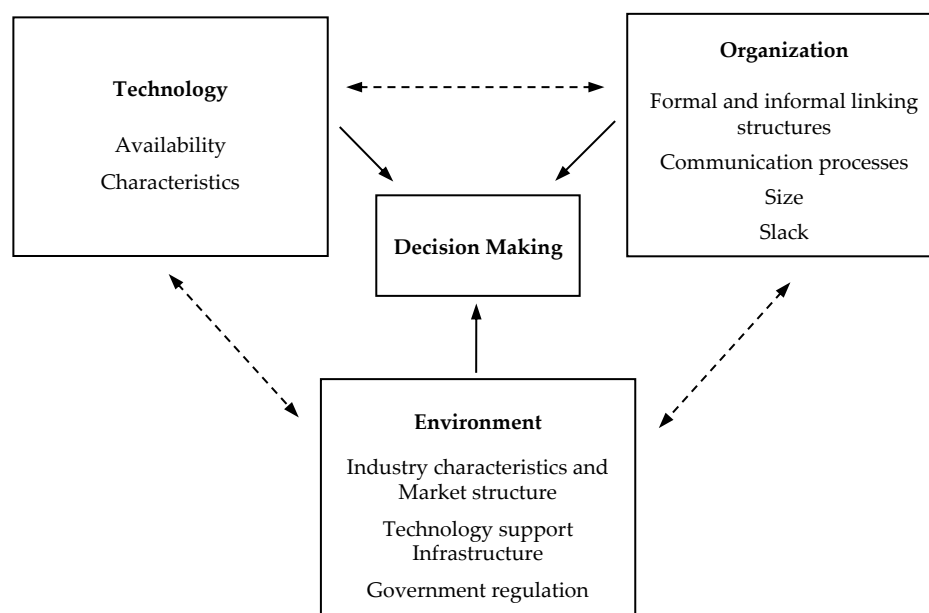 Technology
Availability
Characteristics
Organization
Formal and informal linking
structures
Communication processes
Size
Slack
Decision Making
Environment
Industry characteristics and
Market structure
Technology support
Infrastructure
Government regulation